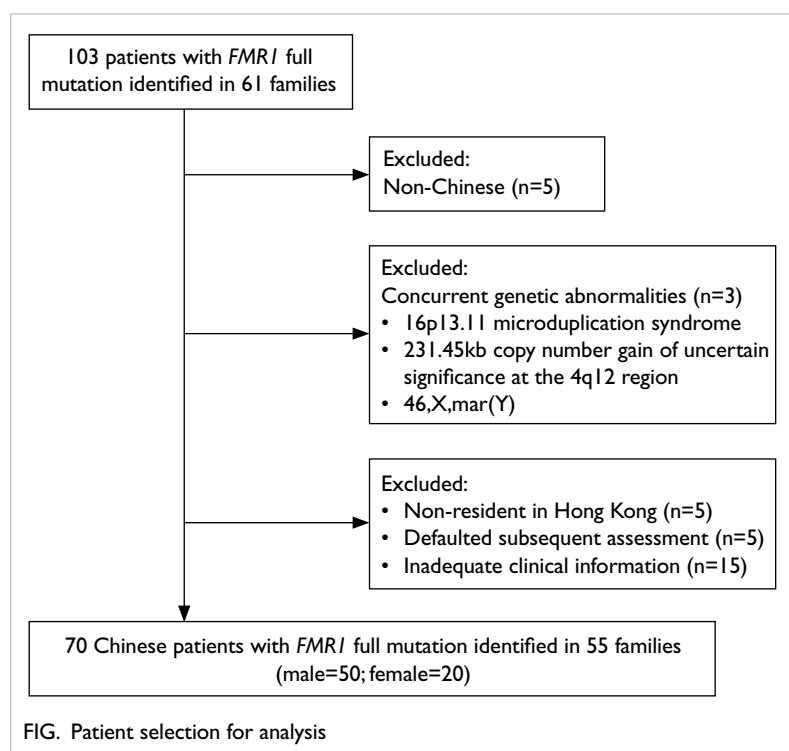 103 patients with FMR1 full
mutation identified in 61 families
Excluded:
Non-Chinese (n=5)
Excluded:
Concurrent genetic abnormalities (n=3)
• 16p13.11 microduplication syndrome
• 231.45kb copy number gain of uncertain
significance at the 4q12 region
• 46,X,mar(Y)
Excluded:
• Non-resident in Hong Kong (n=5)
• Defaulted subsequent assessment (n=5)
• Inadequate clinical information (n=15)
70 Chinese patients with FMR1 full mutation identified in 55 families
(male=50; female=20)
FIG. Patient selection for analysis